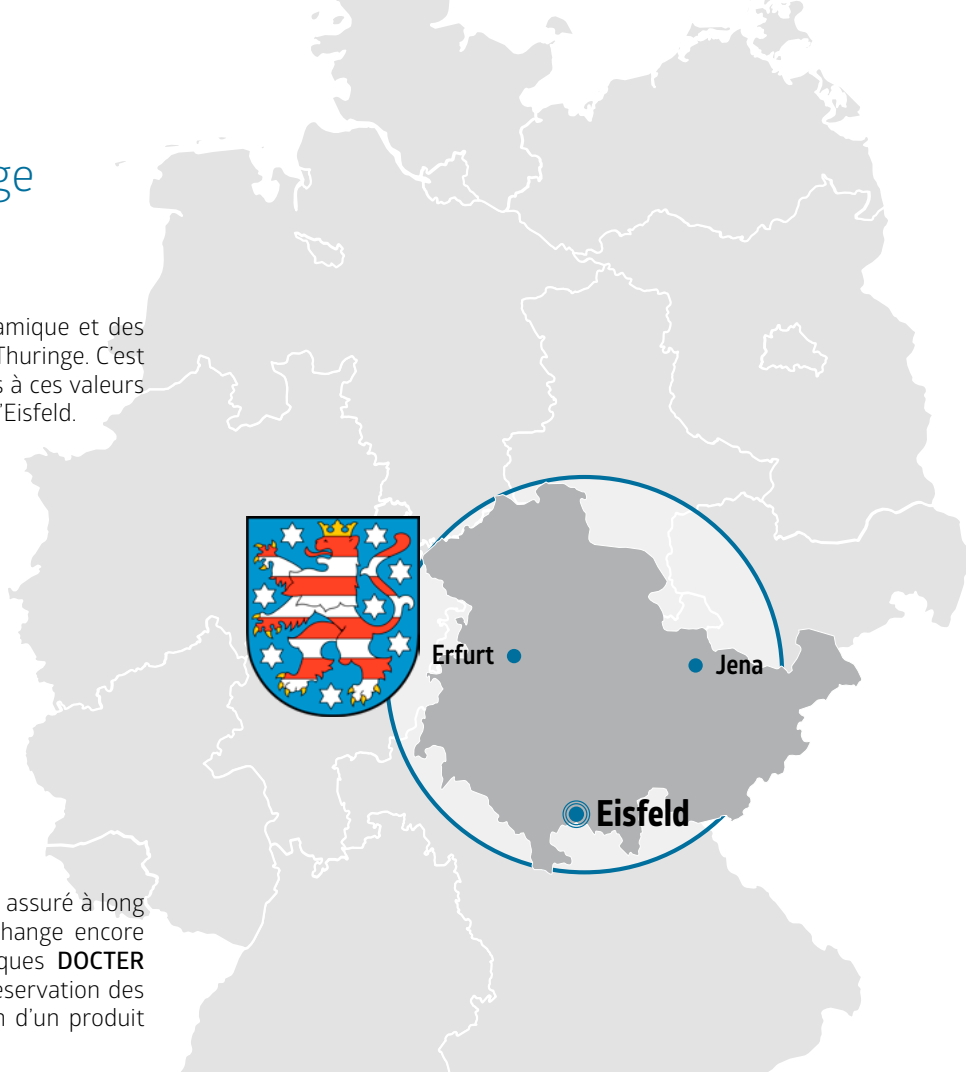 ge
amique et des
Thuringe. C'est
s à ces valeurs
'Eisfeld.
Erfurt
Jena
Eisfeld
assuré à long
hange encore
ques DOCTER
servation des
d'un produit